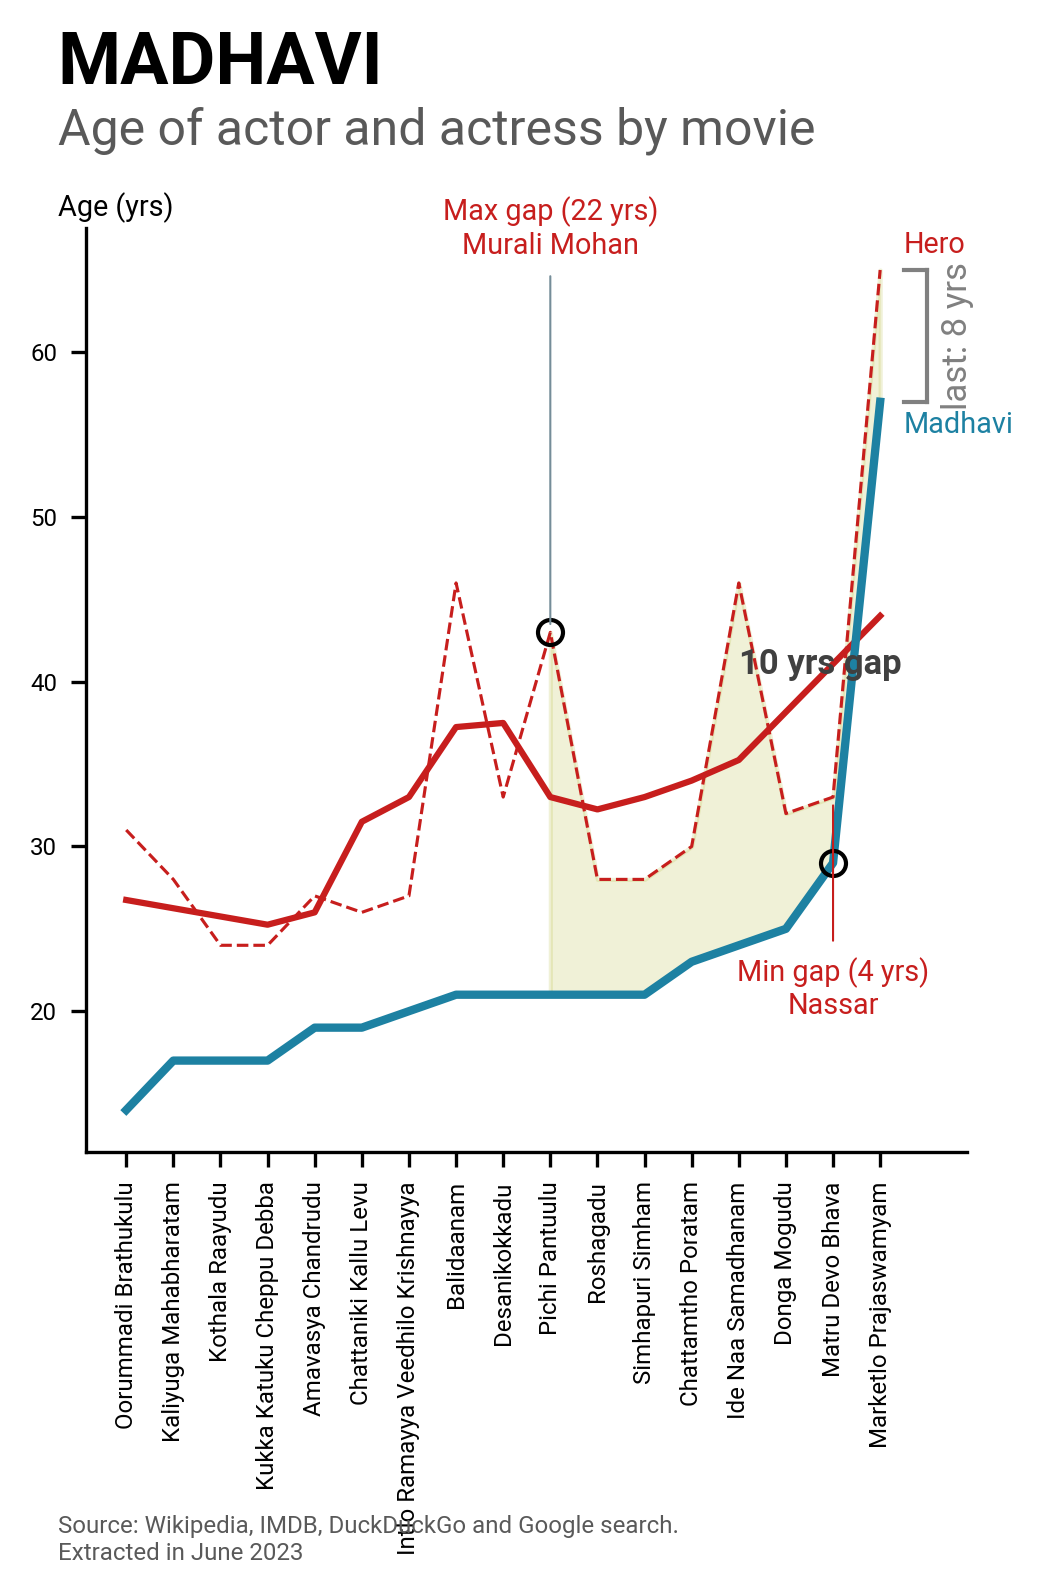 MADHAVI
Age of actor and actress by movie
Age (yrs)
Max gap (22 yrs)
Murali Mohan
Hero
last: 8 yrs
Madhavi
60
50
40
30
20
10 yrs gap
Min gap (4 yrs)
Nassar
Oorummadi Brathukulu
Kaliyuga Mahabharatam
Kothala Raayudu
Kukka Katuku Cheppu Debba
Amavasya Chandrudu
Chattaniki Kallu Levu
Intlo Ramayya Veedhilo Krishnayya
Balidaanam
Desanikokkadu
Pichi Pantuulu
Roshagadu
Simhapuri Simham
Chattamtho Poratam
Ide Naa Samadhanam
Donga Mogudu
Matru Devo Bhava
Marketlo Prajaswamyam
Source: Wikipedia, IMDB, DuckDuckGo and Google search.
Extracted in June 2023